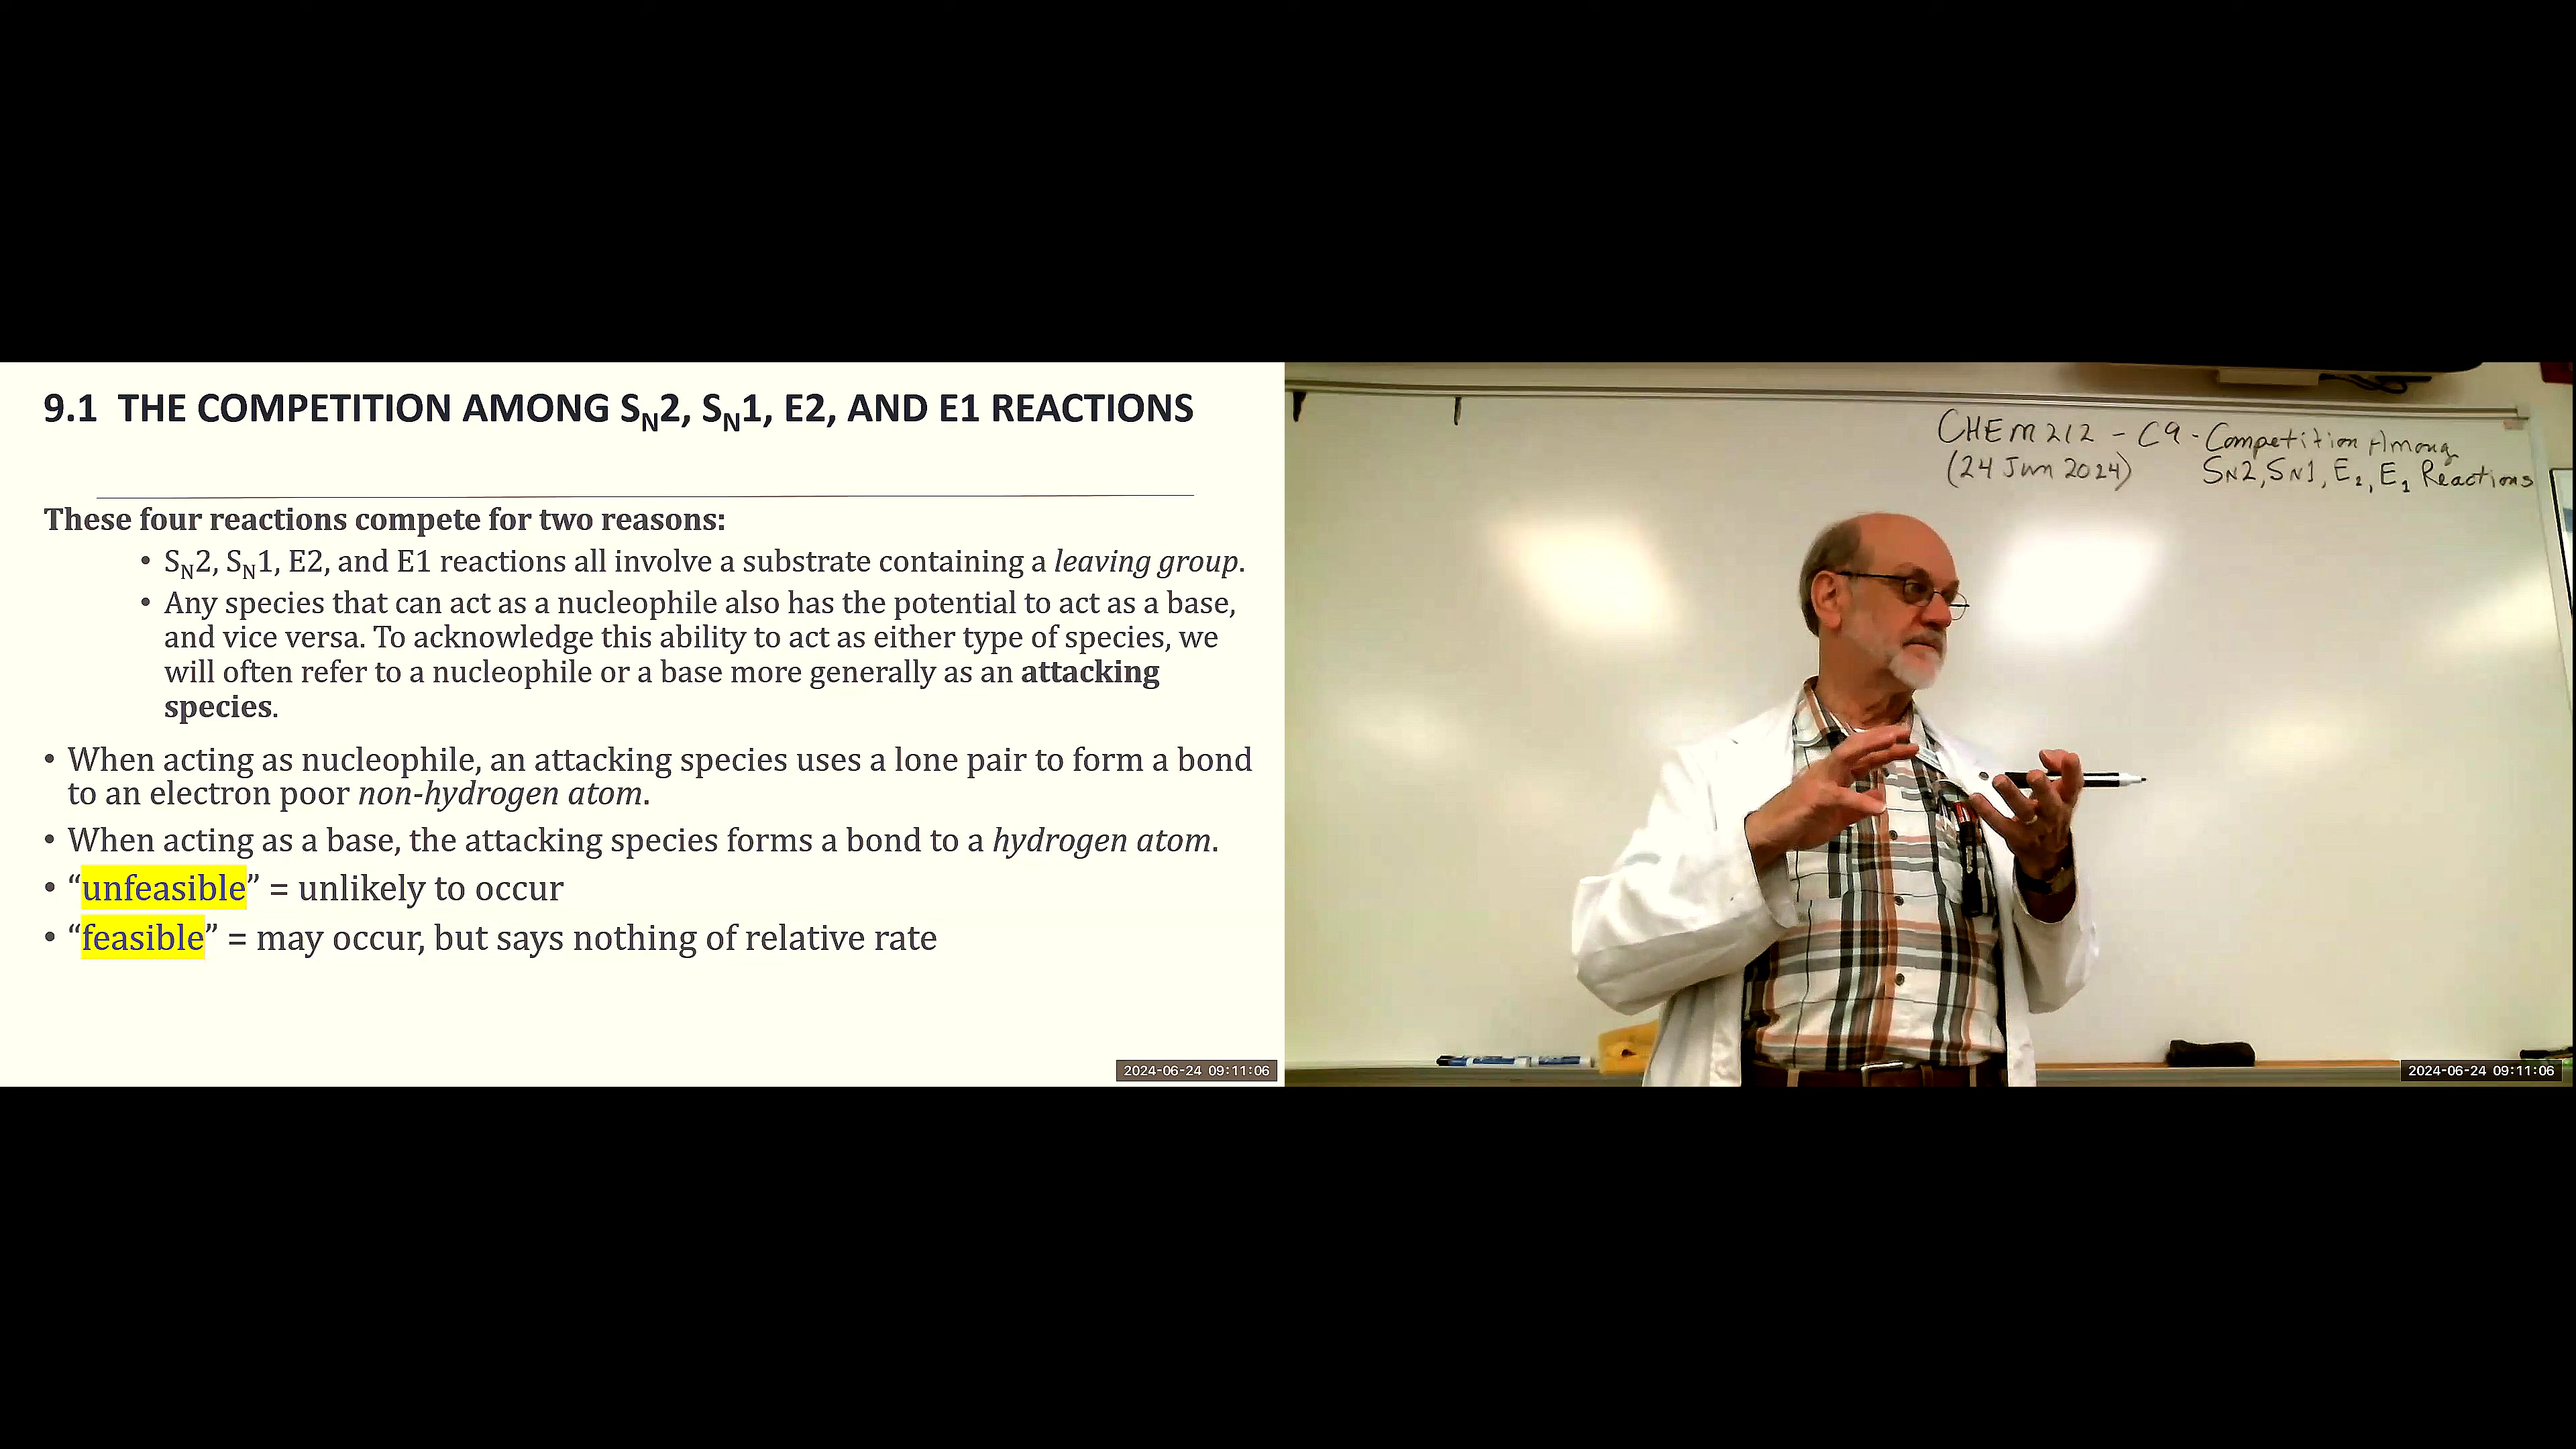 9.1 THE COMPETITION AMONG SN2, SN1, E2, AND E1 REACTIONS
These four reactions compete for two reasons:
• SN2, SN1, E2, and E1 reactions all involve a substrate containing a leaving group.
• Any species that can act as a nucleophile also has the potential to act as a base,
and vice versa. To acknowledge this ability to act as either type of species, we
will often refer to a nucleophile or a base more generally as an attacking
species.
• When acting as nucleophile, an attacking species uses a lone pair to form a bond
to an electron poor non-hydrogen atom.
• When acting as a base, the attacking species forms a bond to a hydrogen atom.
• “unfeasible” = unlikely to occur
• “feasible” = may occur, but says nothing of relative rate
2024-06-24 09:11:06
CHEM 212 - C9 - Competition Among
(24 Jun 2024) SN2, SN1, E2, E1 Reactions
2024-06-24 09:11:06